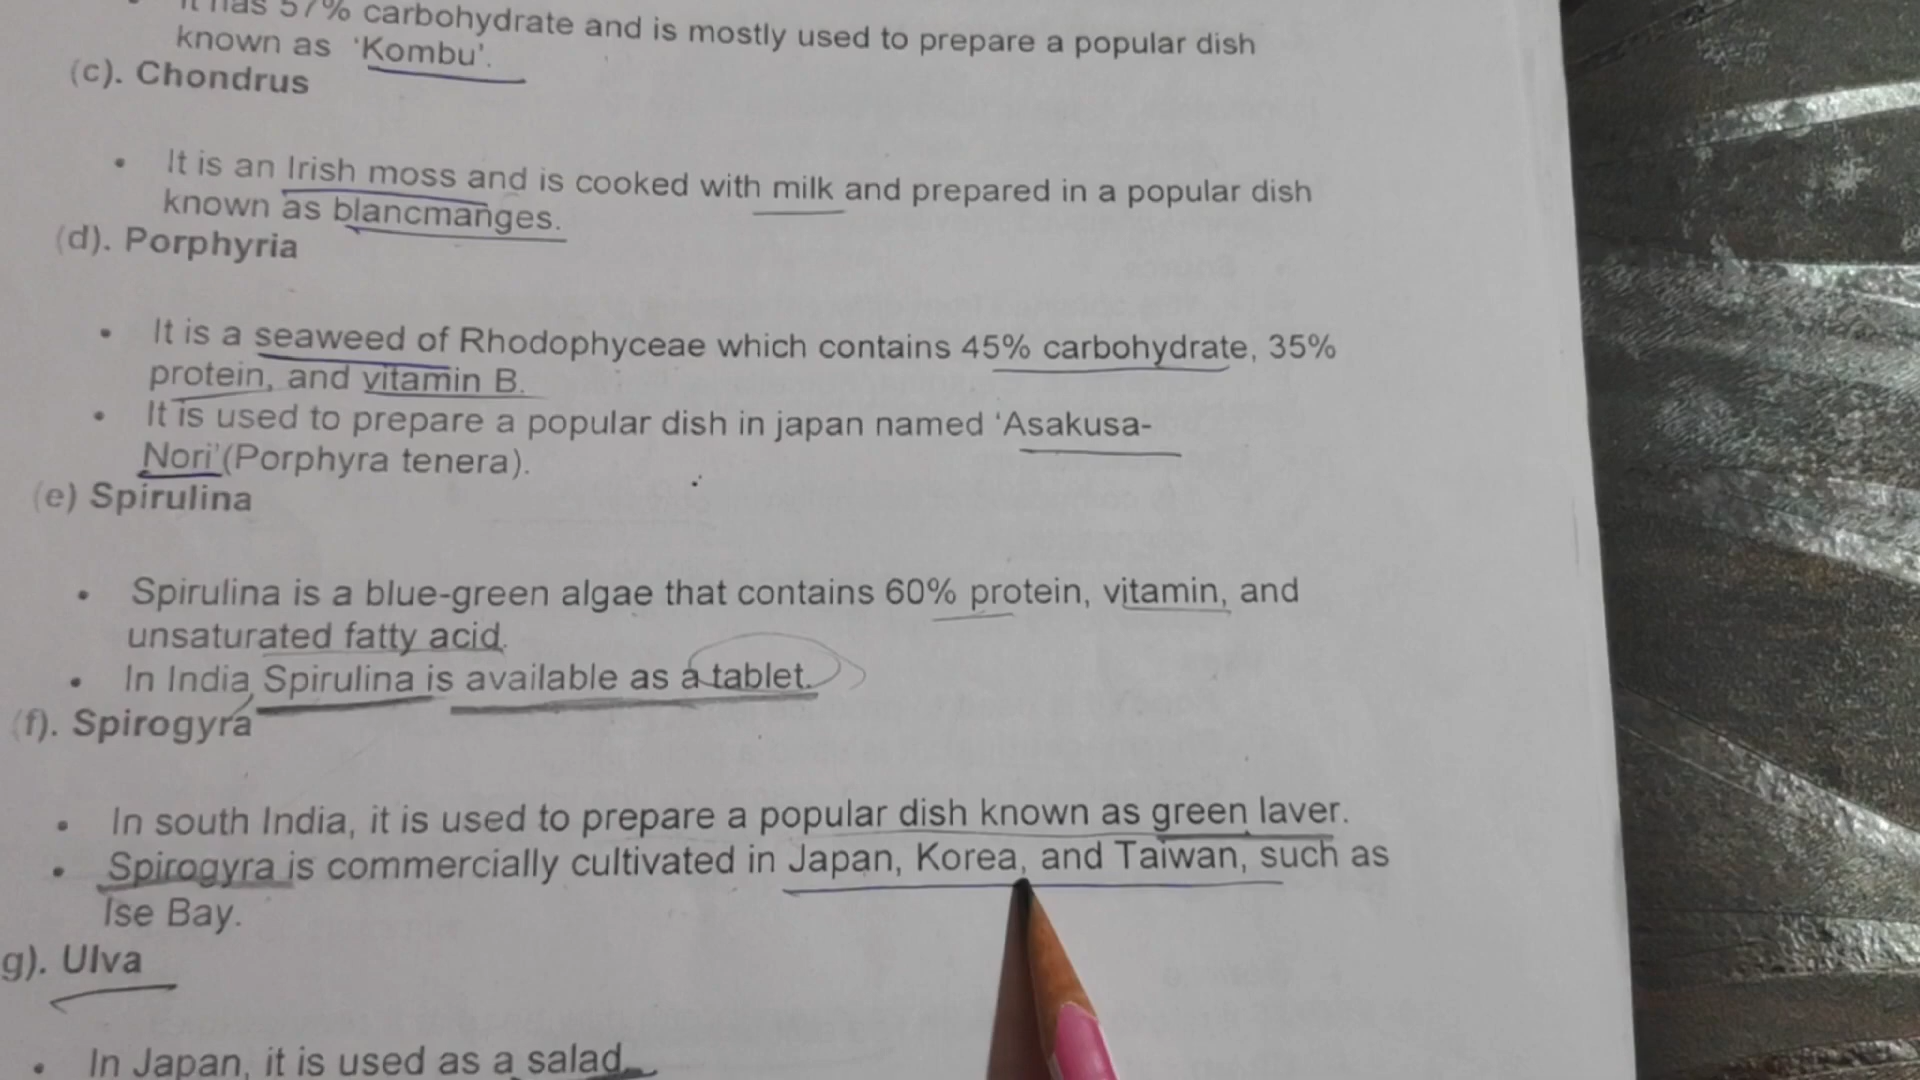 It has 57% carbohydrate and is mostly used to prepare a popular dish
known as 'Kombu'.
(c). Chondrus
• It is an Irish moss and is cooked with milk and prepared in a popular dish
known as blancmanges.
(d). Porphyria
• It is a seaweed of Rhodophyceae which contains 45% carbohydrate, 35%
protein, and vitamin B.
• It is used to prepare a popular dish in japan named 'Asakusa-
Nori'(Porphyra tenera).
(e) Spirulina
• Spirulina is a blue-green algae that contains 60% protein, vitamin, and
unsaturated fatty acid.
• In India, Spirulina is available as a tablet.
(f). Spirogyra
• In south India, it is used to prepare a popular dish known as green laver.
• Spirogyra is commercially cultivated in Japan, Korea, and Taiwan, such as
Ise Bay.
g). Ulva
• In Japan, it is used as a salad.